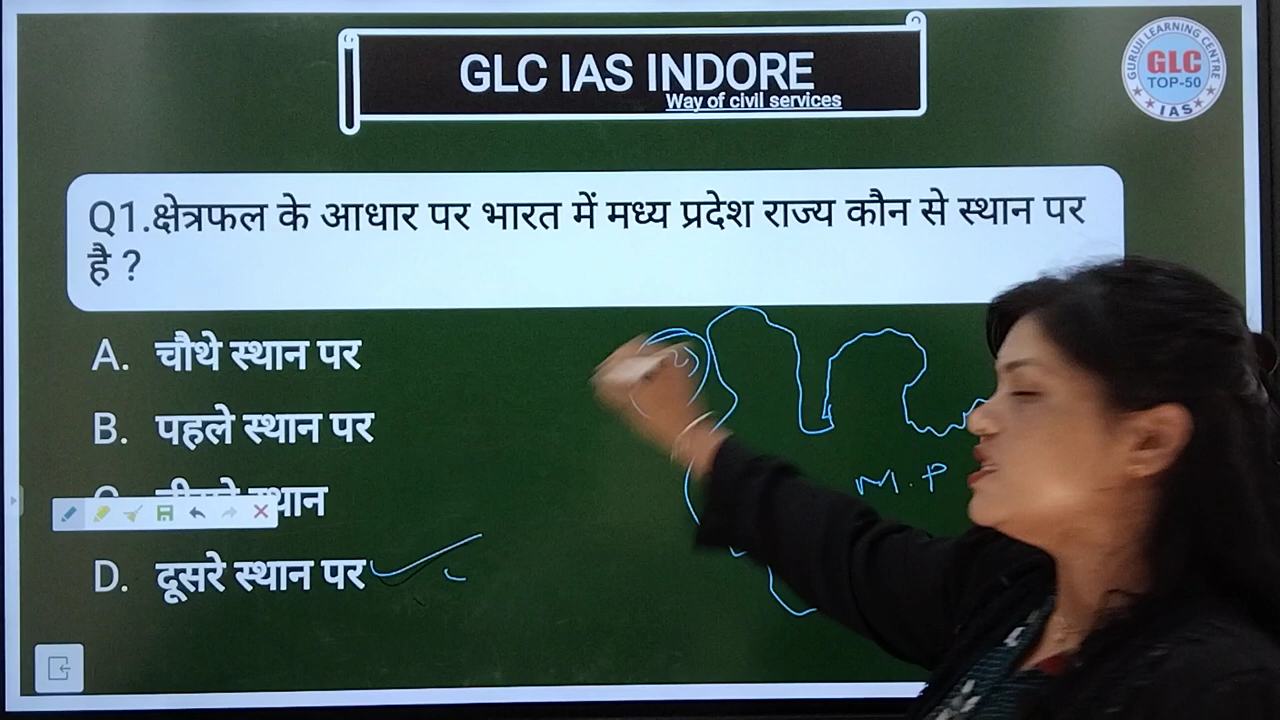 GLC IAS INDORE
Way of civil services
GURUJI LEARNING CENTRE
GLC
TOP-50
IAS
Q1.क्षेत्रफल के आधार पर भारत में मध्य प्रदेश राज्य कौन से स्थान पर
है ?
A. चौथे स्थान पर
B. पहले स्थान पर
स्थान
D. दूसरे स्थान पर
M.P